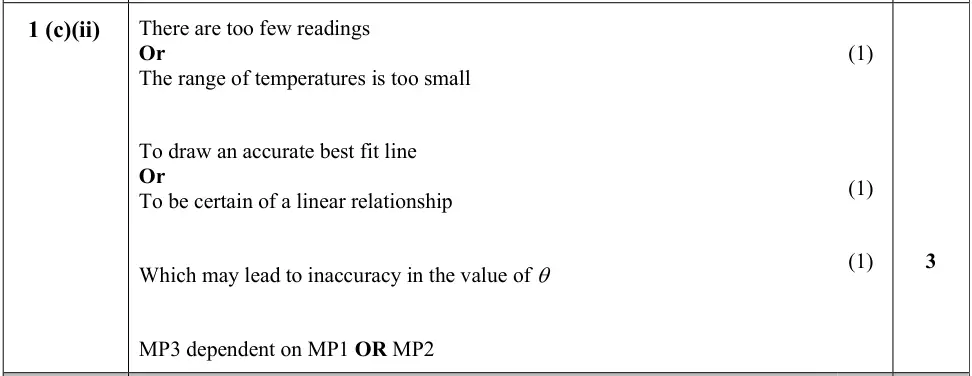 1 (c)(ii)
There are too few readings
Or
(1)
The range of temperatures is too small
To draw an accurate best fit line
Or
(1)
To be certain of a linear relationship
(1)
3
Which may lead to inaccuracy in the value of θ
MP3 dependent on MP1 OR MP2